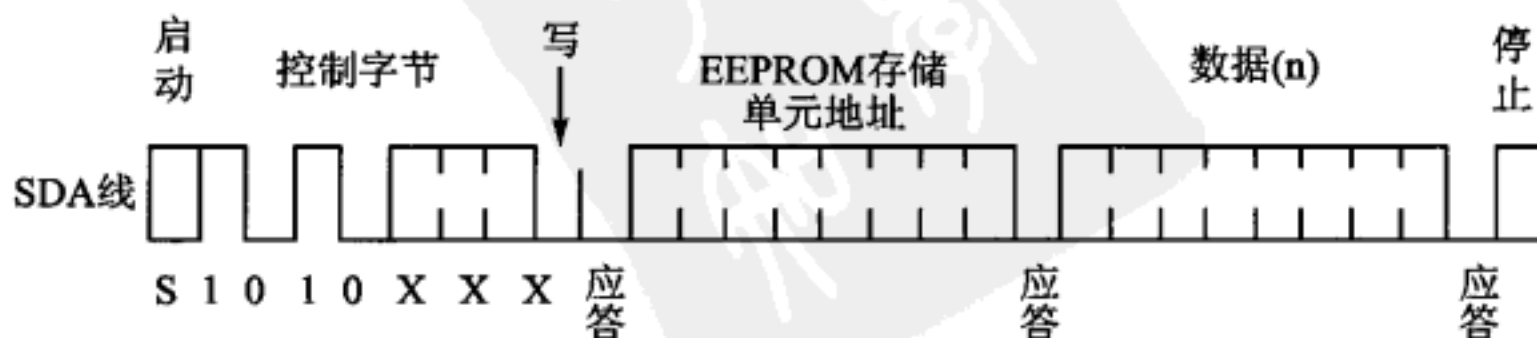 启动 控制字节 写 EEPROM存储单元地址 数据(n) 停止
SDA线
S 1 0 1 0 X X X 应答 应答 应答